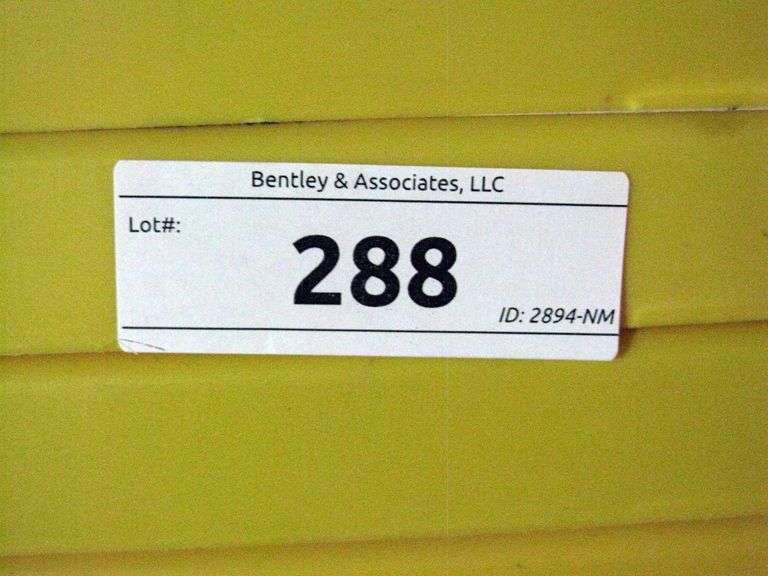 Bentley & Associates, LLC
Lot#:
288
ID: 2894-NM